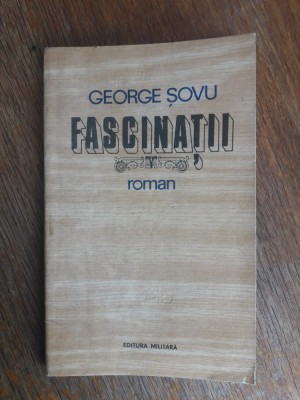 GEORGE ȘOVU
FASCINAȚII
roman
EDITURA MILITARĂ